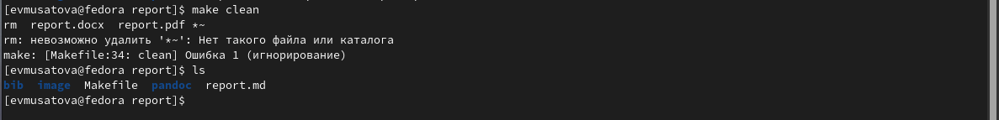 [evmusatova@fedora report]$ make clean
rm  report.docx  report.pdf *~
rm: невозможно удалить '*~': Нет такого файла или каталога
make: [Makefile:34: clean] Ошибка 1 (игнорирование)
[evmusatova@fedora report]$ ls
bib  image  Makefile  pandoc  report.md
[evmusatova@fedora report]$